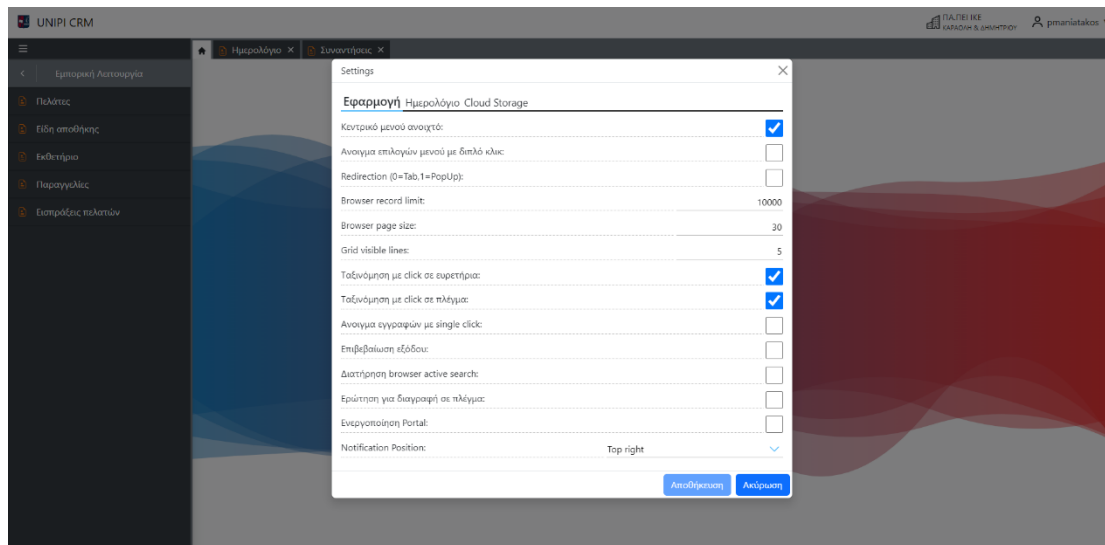 UNIPI CRM
ΠΑ.ΠΕΙ ΙΚΕ
ΚΑΡΑΟΛΗ & ΔΗΜΗΤΡΙΟΥ
pmaniatakos
Ημερολόγιο ×
Συναντήσεις ×
Εμπορική Λειτουργία
Πελάτες
Είδη αποθήκης
Εκθετήριο
Παραγγελίες
Εισπράξεις πελατών
Settings
Εφαρμογή Ημερολόγιο Cloud Storage
Κεντρικό μενού ανοιχτό:
Ανοιγμα επιλογών μενού με διπλό κλικ:
Redirection (0=Tab,1=PopUp):
Browser record limit: 10000
Browser page size: 30
Grid visible lines: 5
Ταξινόμηση με click σε ευρετήρια:
Ταξινόμηση με click σε πλέγμα:
Ανοιγμα εγγραφών με single click:
Επιβεβαίωση εξόδου:
Διατήρηση browser active search:
Ερώτηση για διαγραφή σε πλέγμα:
Ενεργοποίηση Portal:
Notification Position: Top right
Αποθήκευση Ακύρωση